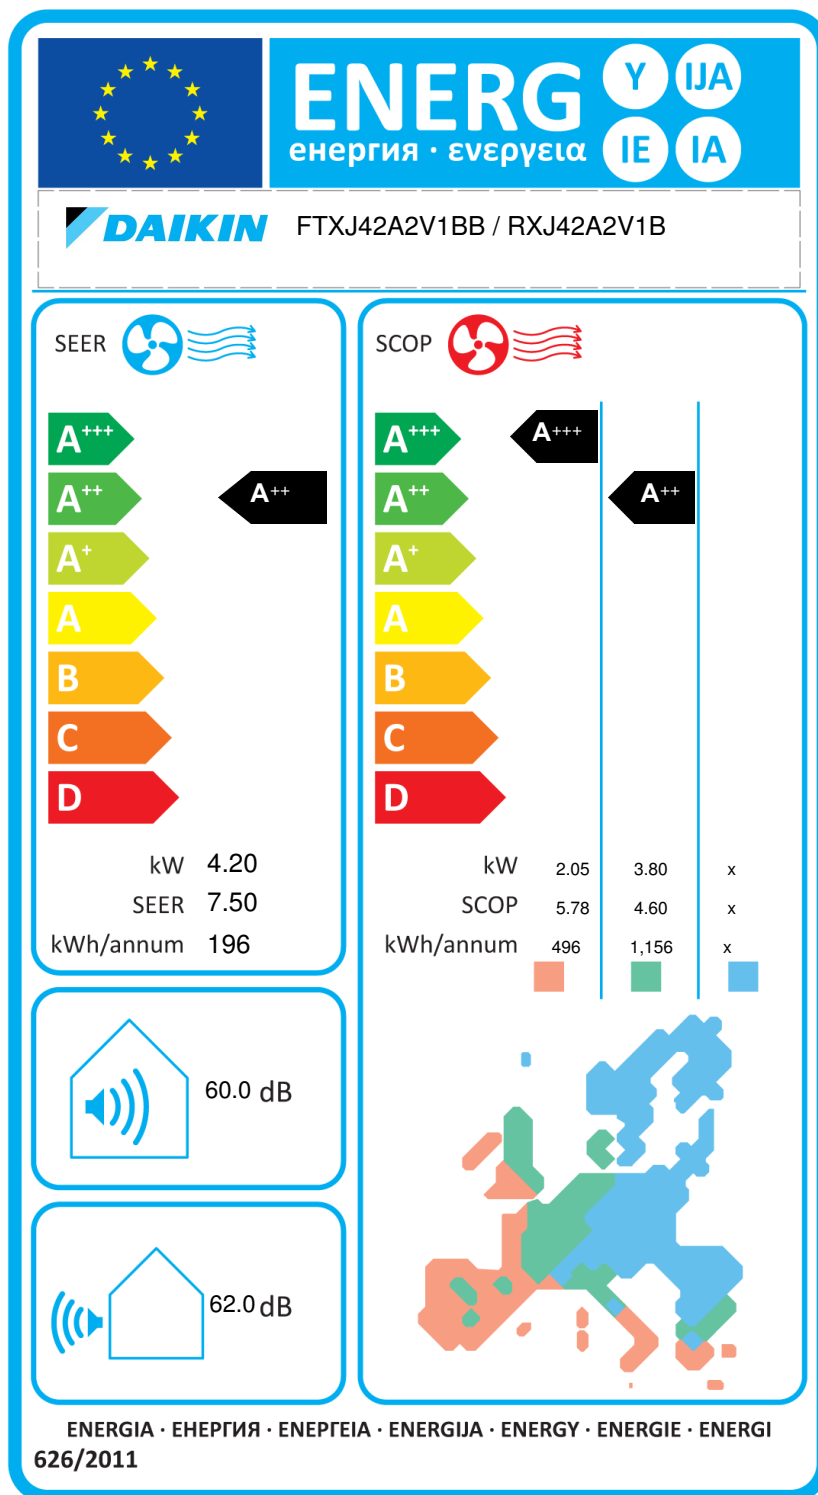 ENERG
енергия · ενεργεια
Y IJA
IE IA
DAIKIN FTXJ42A2V1BB / RXJ42A2V1B
SEER
A+++
A++ A++
A+
A
B
C
D
kW 4.20
SEER 7.50
kWh/annum 196
SCOP
A+++ A+++
A++ A++
A+
A
B
C
D
kW 2.05 3.80 x
SCOP 5.78 4.60 x
kWh/annum 496 1,156 x
60.0 dB
62.0 dB
ENERGIA · ЕНЕРГИЯ · ΕΝΕΡΓΕΙΑ · ENERGIJA · ENERGY · ENERGIE · ENERGI
626/2011